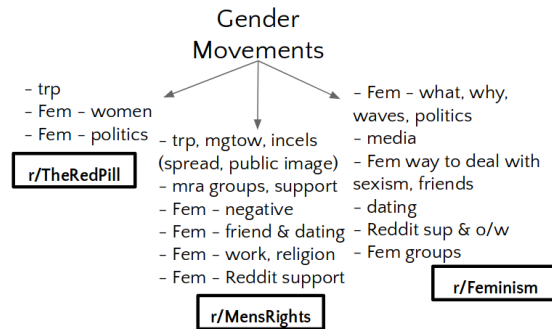 Gender
Movements
– trp
– Fem – women
– Fem – politics
r/TheRedPill
– trp, mgtow, incels
(spread, public image)
– mra groups, support
– Fem – negative
– Fem – friend & dating
– Fem – work, religion
– Fem – Reddit support
r/MensRights
– Fem – what, why,
waves, politics
– media
– Fem way to deal with
sexism, friends
– dating
– Reddit sup & o/w
– Fem groups
r/Feminism